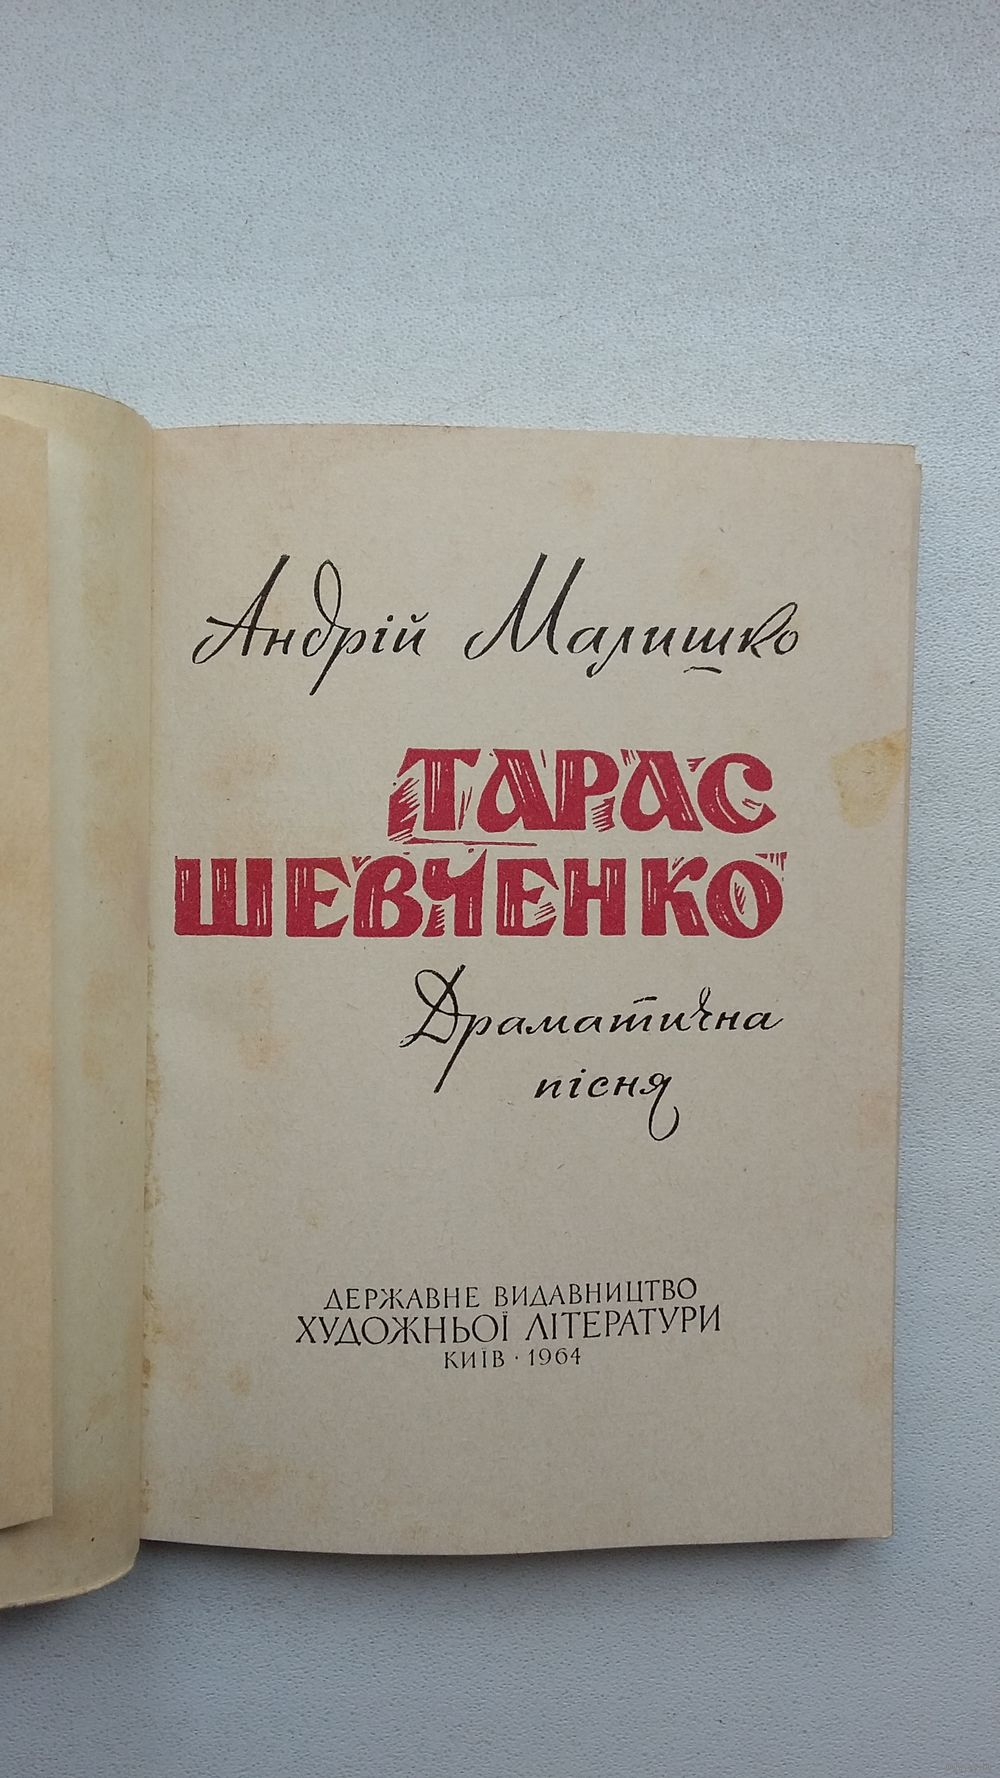 Андрій Малишко
ТАРАС
ШЕВЧЕНКО
Драматична
пісня
ДЕРЖАВНЕ ВИДАВНИЦТВО
ХУДОЖНЬОЇ ЛІТЕРАТУРИ
КИЇВ · 1964